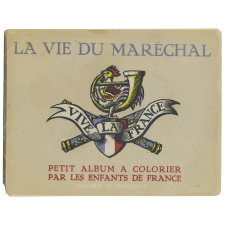 LA VIE DU MARÉCHAL
VIVE LA FRANCE
PETIT ALBUM A COLORIER
PAR LES ENFANTS DE FRANCE